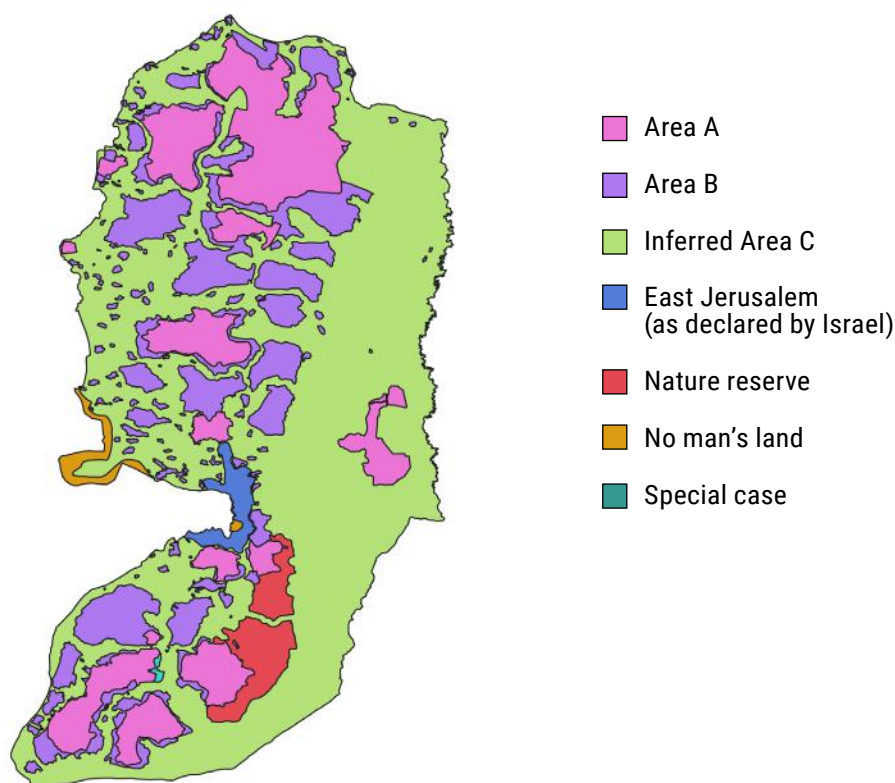 Area A
Area B
Inferred Area C
East Jerusalem
(as declared by Israel)
Nature reserve
No man’s land
Special case